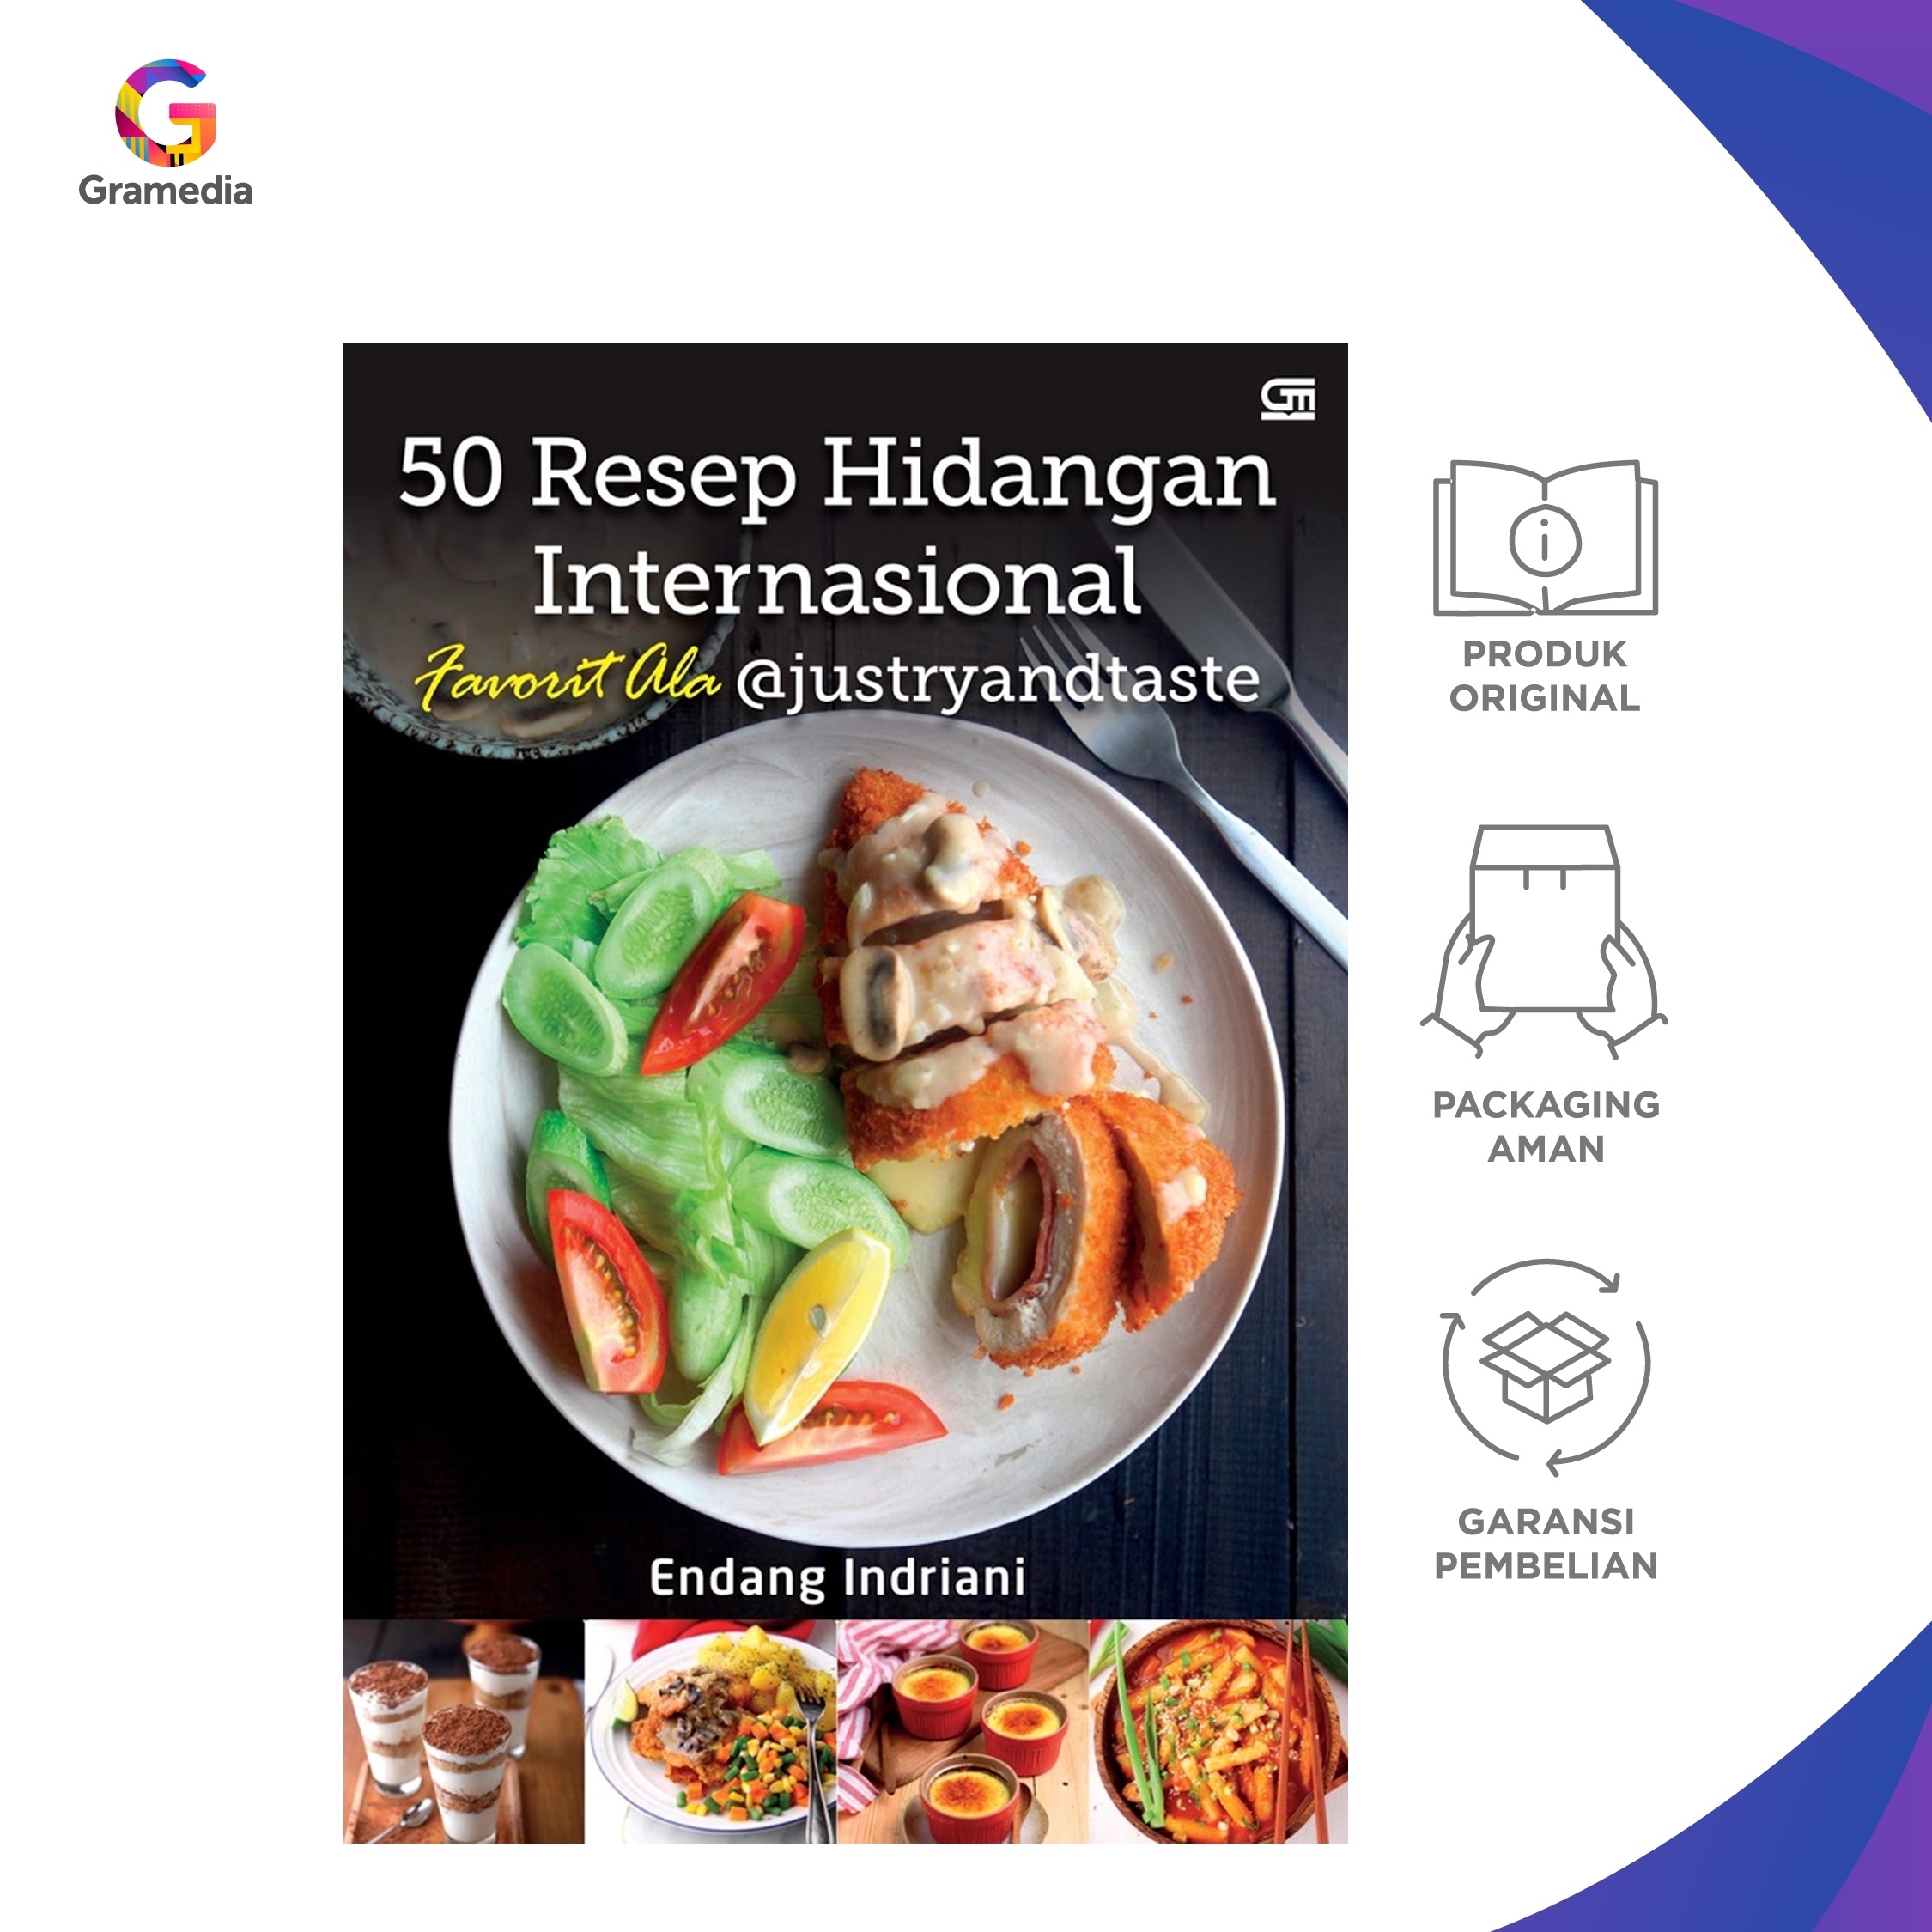 Gramedia
50 Resep Hidangan
Internasional
Favorit Ala @justryandtaste
Endang Indriani
PRODUK
ORIGINAL
PACKAGING
AMAN
GARANSI
PEMBELIAN